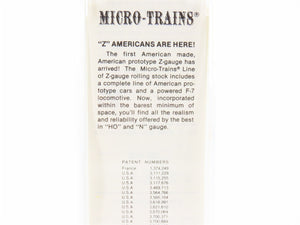 MICRO-TRAINS®
"Z" AMERICANS ARE HERE!
The first American made,
American prototype Z-gauge has
arrived! The Micro-Trains® Line
of Z-gauge rolling stock includes
a complete line of American pro-
totype cars and a powered F-7
locomotive. Now, incorporated
within the barest minimum of
space, you'll find all the realism
and reliability offered by the best
in "HO" and "N" gauge.
PATENT NUMBERS
France
U.S.A.
U.S.A.
U.S.A.
U.S.A.
U.S.A.
U.S.A.
U.S.A.
U.S.A.
U.S.A.
U.S.A.
U.S.A.